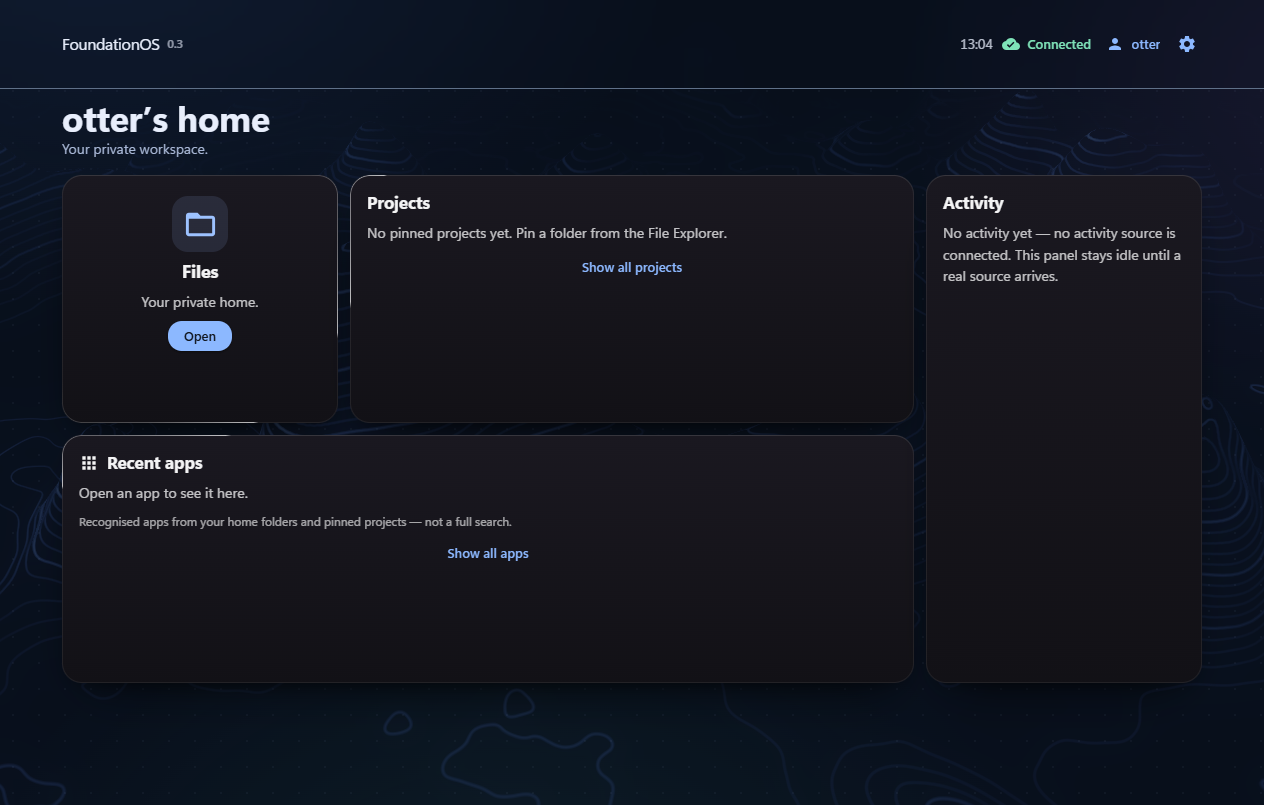 FoundationOS 0.3
13:04 Connected otter
otter’s home
Your private workspace.
Files
Your private home.
Open
Projects
No pinned projects yet. Pin a folder from the File Explorer.
Show all projects
Activity
No activity yet — no activity source is
connected. This panel stays idle until a
real source arrives.
Recent apps
Open an app to see it here.
Recognised apps from your home folders and pinned projects — not a full search.
Show all apps